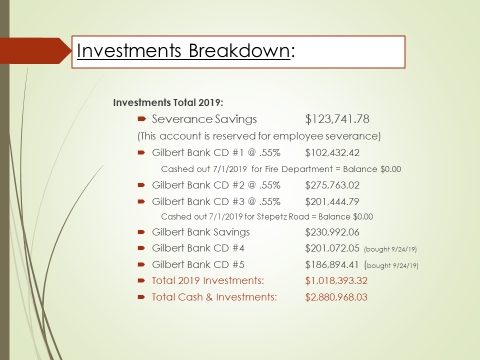 Investments Breakdown:
Investments Total 2019:
Severance Savings $123,741.78
(This account is reserved for employee severance)
Gilbert Bank CD #1 @ .55% $102,432.42
Cashed out 7/1/2019 for Fire Department = Balance $0.00
Gilbert Bank CD #2 @ .55% $275,763.02
Gilbert Bank CD #3 @ .55% $201,444.79
Cashed out 7/1/2019 for Stepetz Road = Balance $0.00
Gilbert Bank Savings $230,992.06
Gilbert Bank CD #4 $201,072.05 (bought 9/24/19)
Gilbert Bank CD #5 $186,894.41 (bought 9/24/19)
Total 2019 Investments: $1,018,393.32
Total Cash & Investments: $2,880,968.03